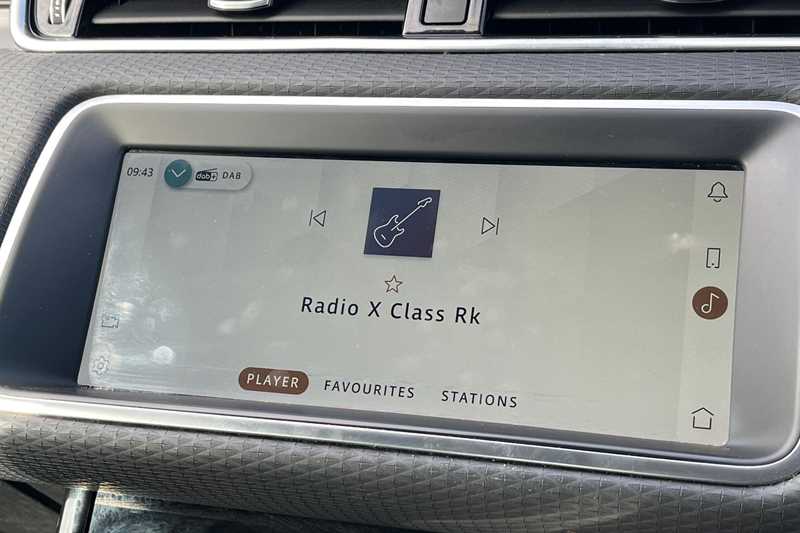 09:43
dab+ DAB
Radio X Class Rk
PLAYER FAVOURITES STATIONS